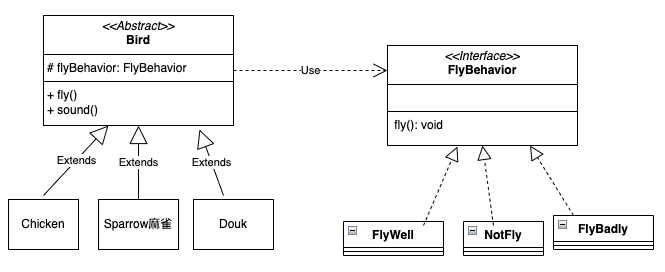 <<Abstract>>
Bird
# flyBehavior: FlyBehavior
+ fly()
+ sound()
Use
<<Interface>>
FlyBehavior
fly(): void
Extends
Extends
Extends
Chicken
Sparrow麻雀
Douk
FlyWell
NotFly
FlyBadly